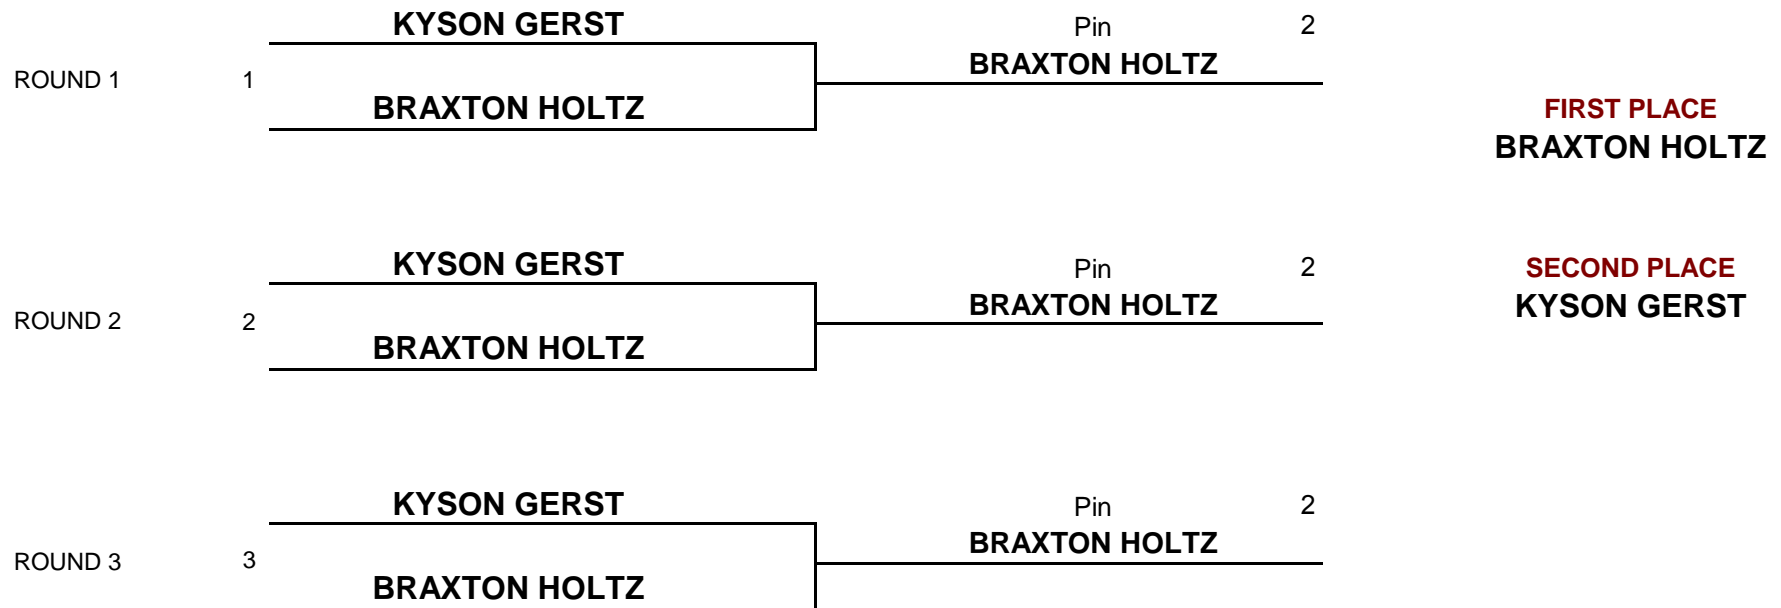 KYSON GERST
Pin 2
BRAXTON HOLTZ
ROUND 1 1
BRAXTON HOLTZ
FIRST PLACE
BRAXTON HOLTZ
KYSON GERST
Pin 2
SECOND PLACE
BRAXTON HOLTZ
KYSON GERST
ROUND 2 2
BRAXTON HOLTZ
KYSON GERST
Pin 2
BRAXTON HOLTZ
ROUND 3 3
BRAXTON HOLTZ